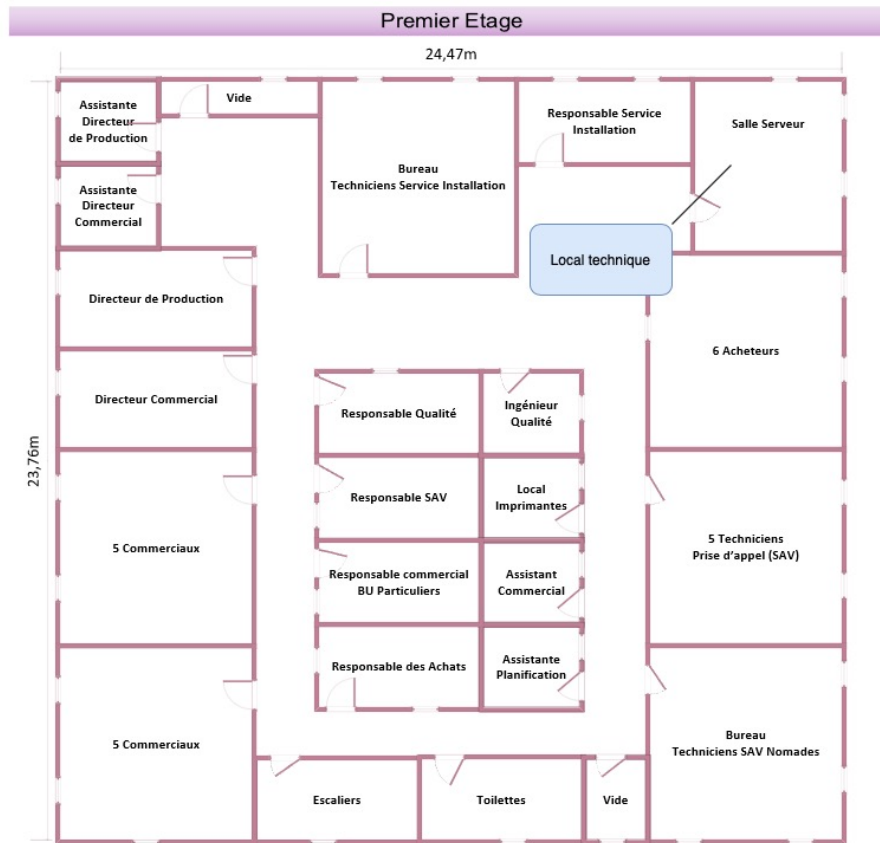 Premier Etage
24,47m
23,76m
Assistante
Directeur
de Production
Vide
Bureau
Techniciens Service Installation
Responsable Service
Installation
Salle Serveur
Assistante
Directeur
Commercial
Local technique
Directeur de Production
6 Acheteurs
Directeur Commercial
Responsable Qualité
Ingénieur
Qualité
Responsable SAV
Local
Imprimantes
5 Commerciaux
5 Techniciens
Prise d'appel (SAV)
Responsable commercial
BU Particuliers
Assistant
Commercial
Responsable des Achats
Assistante
Planification
5 Commerciaux
Bureau
Techniciens SAV Nomades
Escaliers
Toilettes
Vide